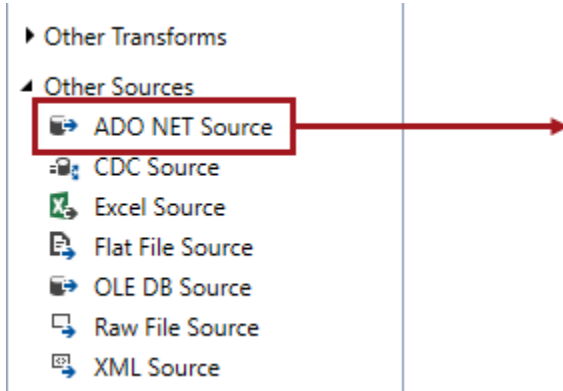 Other Transforms
Other Sources
ADO NET Source
CDC Source
Excel Source
Flat File Source
OLE DB Source
Raw File Source
XML Source